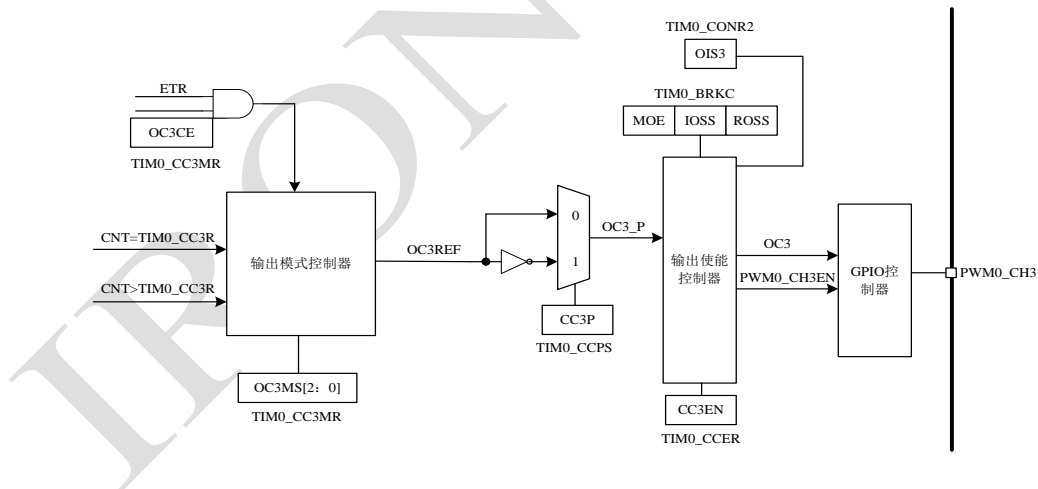 TIM0_CONR2
OIS3
ETR
OC3CE
TIM0_CC3MR
TIM0_BRKC
MOE IOSS ROSS
CNT=TIM0_CC3R
CNT>TIM0_CC3R
输出模式控制器
OC3MS[2：0]
TIM0_CC3MR
OC3REF
0
1
CC3P
TIM0_CCPS
OC3_P
输出使能
控制器
CC3EN
TIM0_CCER
OC3
PWM0_CH3EN
GPIO控
制器
PWM0_CH3
IRON